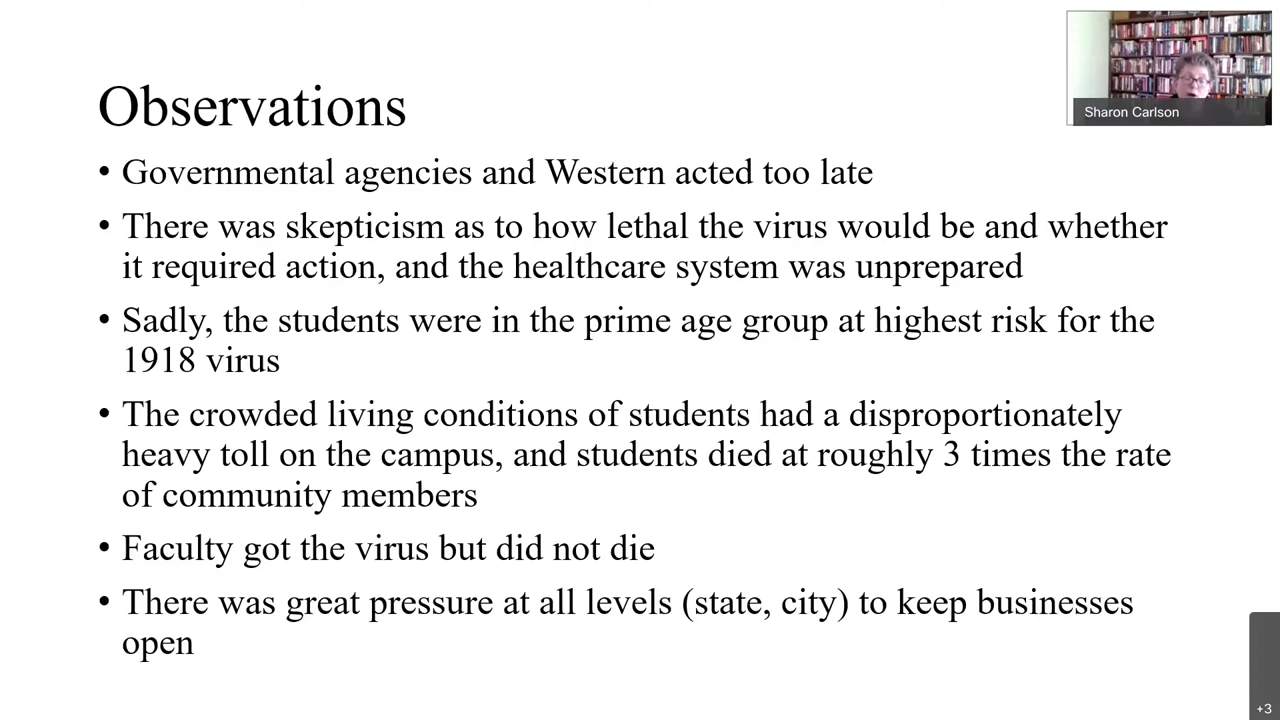 Sharon Carlson
Observations
• Governmental agencies and Western acted too late
• There was skepticism as to how lethal the virus would be and whether
it required action, and the healthcare system was unprepared
• Sadly, the students were in the prime age group at highest risk for the
1918 virus
• The crowded living conditions of students had a disproportionately
heavy toll on the campus, and students died at roughly 3 times the rate
of community members
• Faculty got the virus but did not die
• There was great pressure at all levels (state, city) to keep businesses
open
+3